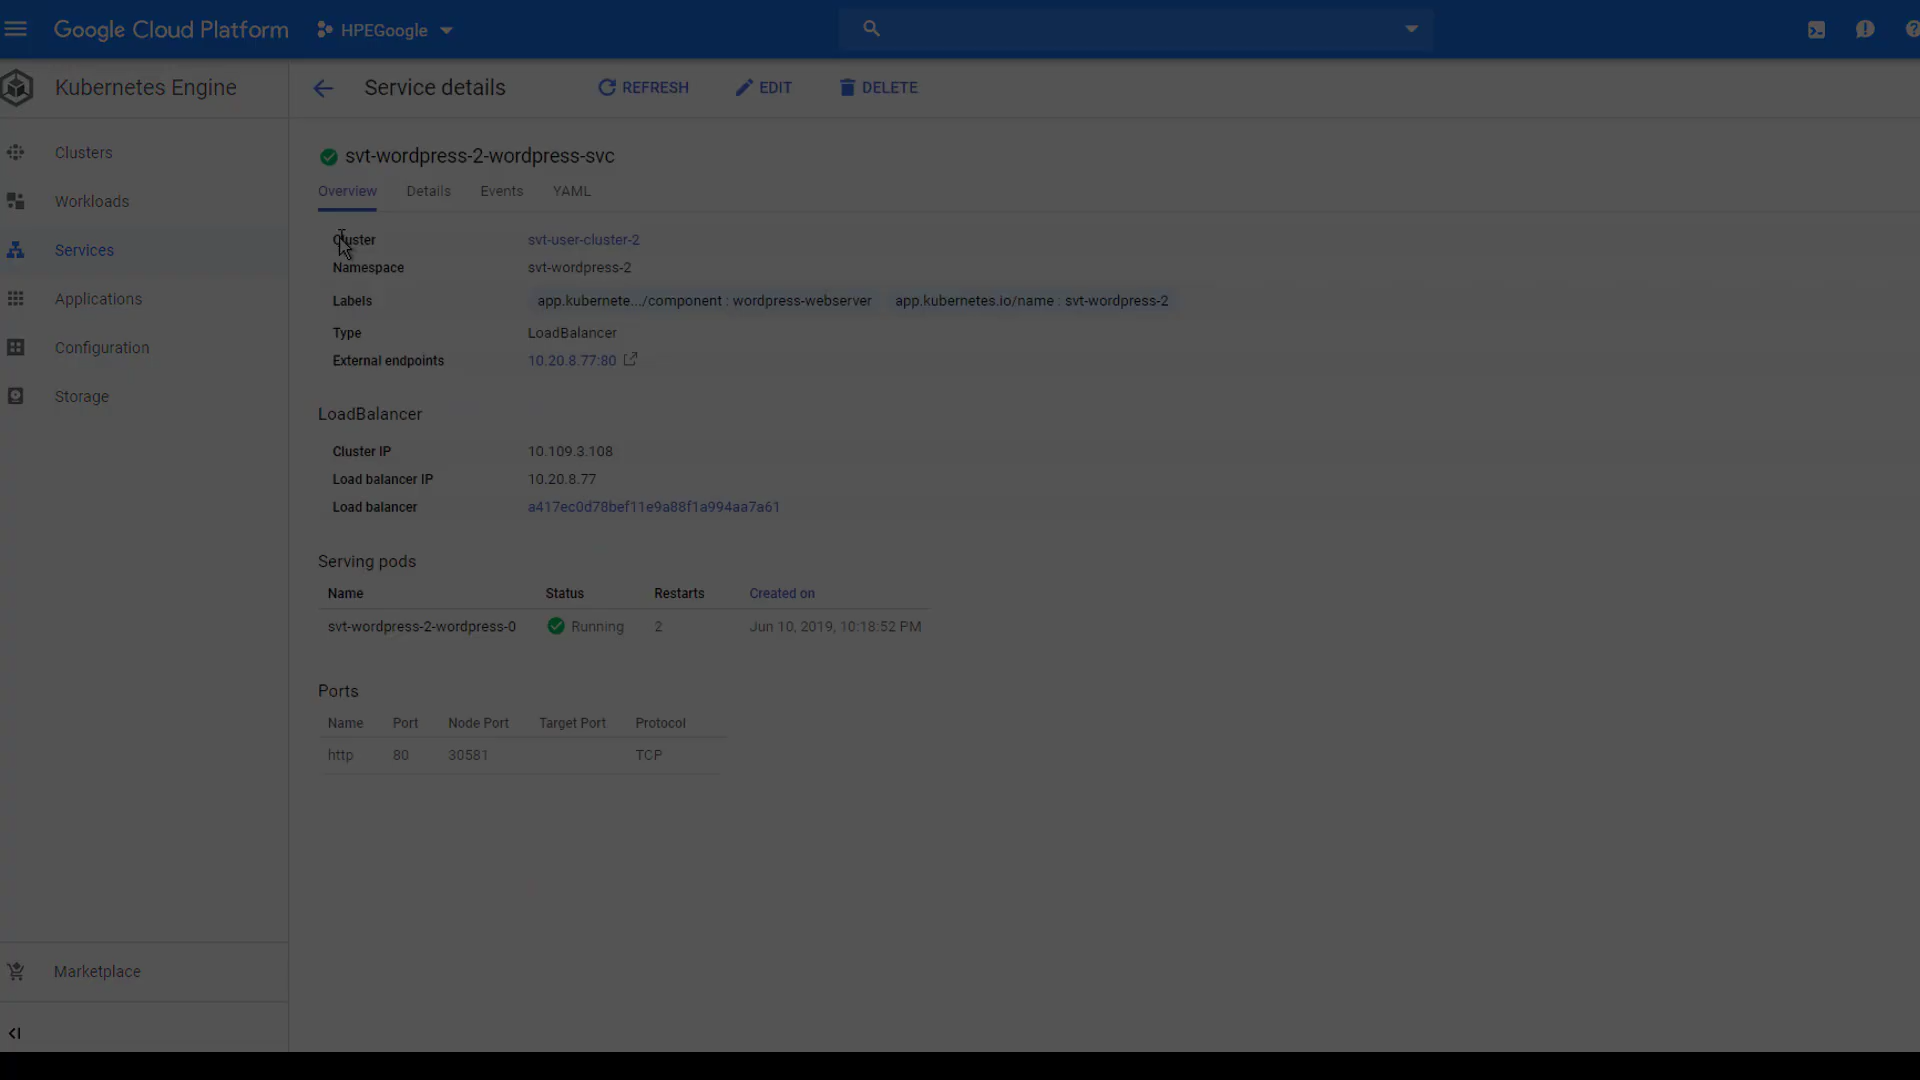 Google Cloud Platform HPEGoogle
Kubernetes Engine
Service details REFRESH EDIT DELETE
Clusters
Workloads
Services
Applications
Configuration
Storage
Marketplace
svt-wordpress-2-wordpress-svc
Overview Details Events YAML
Cluster svt-user-cluster-2
Namespace svt-wordpress-2
Labels app.kubernete.../component : wordpress-webserver app.kubernetes.io/name : svt-wordpress-2
Type LoadBalancer
External endpoints 10.20.8.77:80
LoadBalancer
Cluster IP 10.109.3.108
Load balancer IP 10.20.8.77
Load balancer a417ec0d78bef11e9a88f1a994aa7a61
Serving pods
Name Status Restarts Created on
svt-wordpress-2-wordpress-0 Running 2 Jun 10, 2019, 10:18:52 PM
Ports
Name Port Node Port Target Port Protocol
http 80 30581 TCP